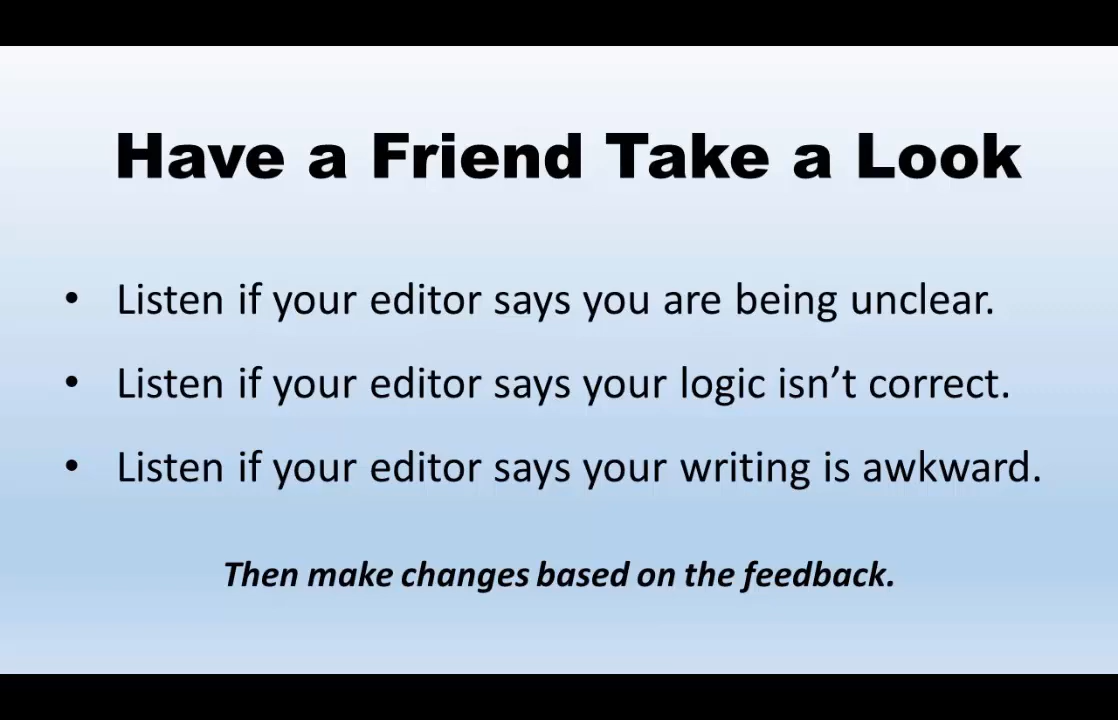 Have a Friend Take a Look
• Listen if your editor says you are being unclear.
• Listen if your editor says your logic isn’t correct.
• Listen if your editor says your writing is awkward.
Then make changes based on the feedback.